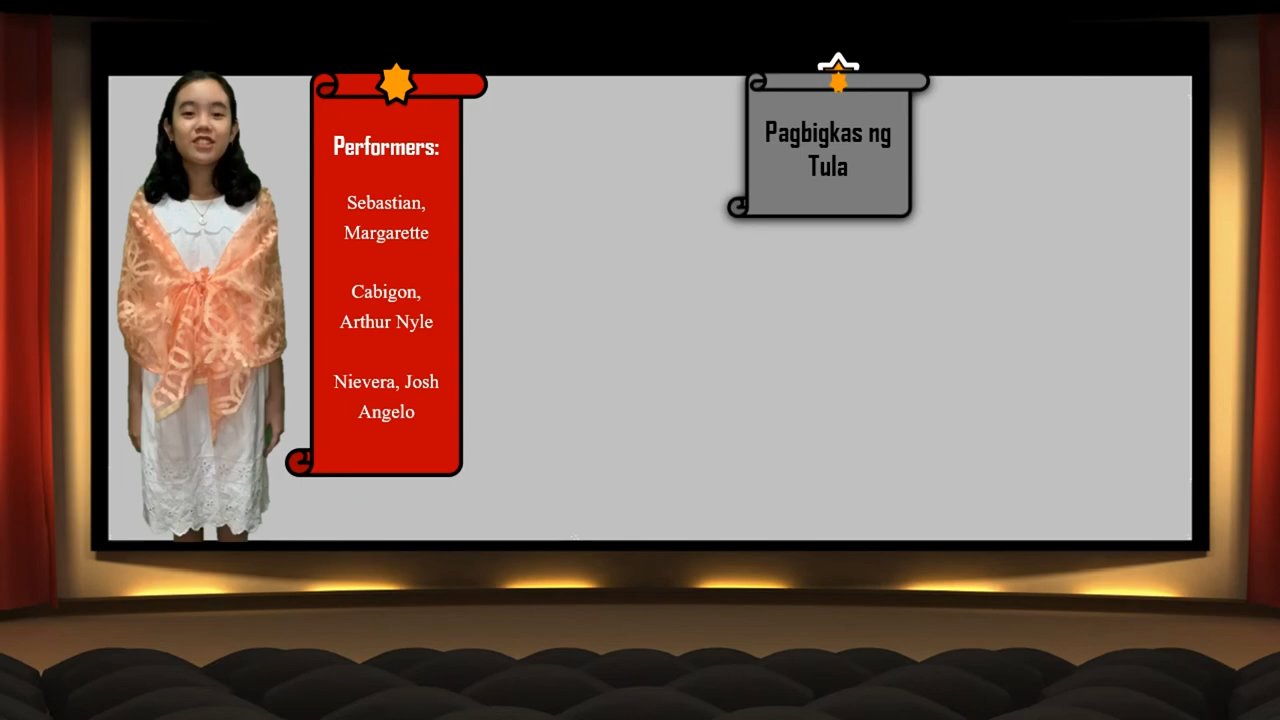 Performers:
Sebastian,
Margarette
Cabigon,
Arthur Nyle
Nievera, Josh
Angelo
Pagbigkas ng
Tula